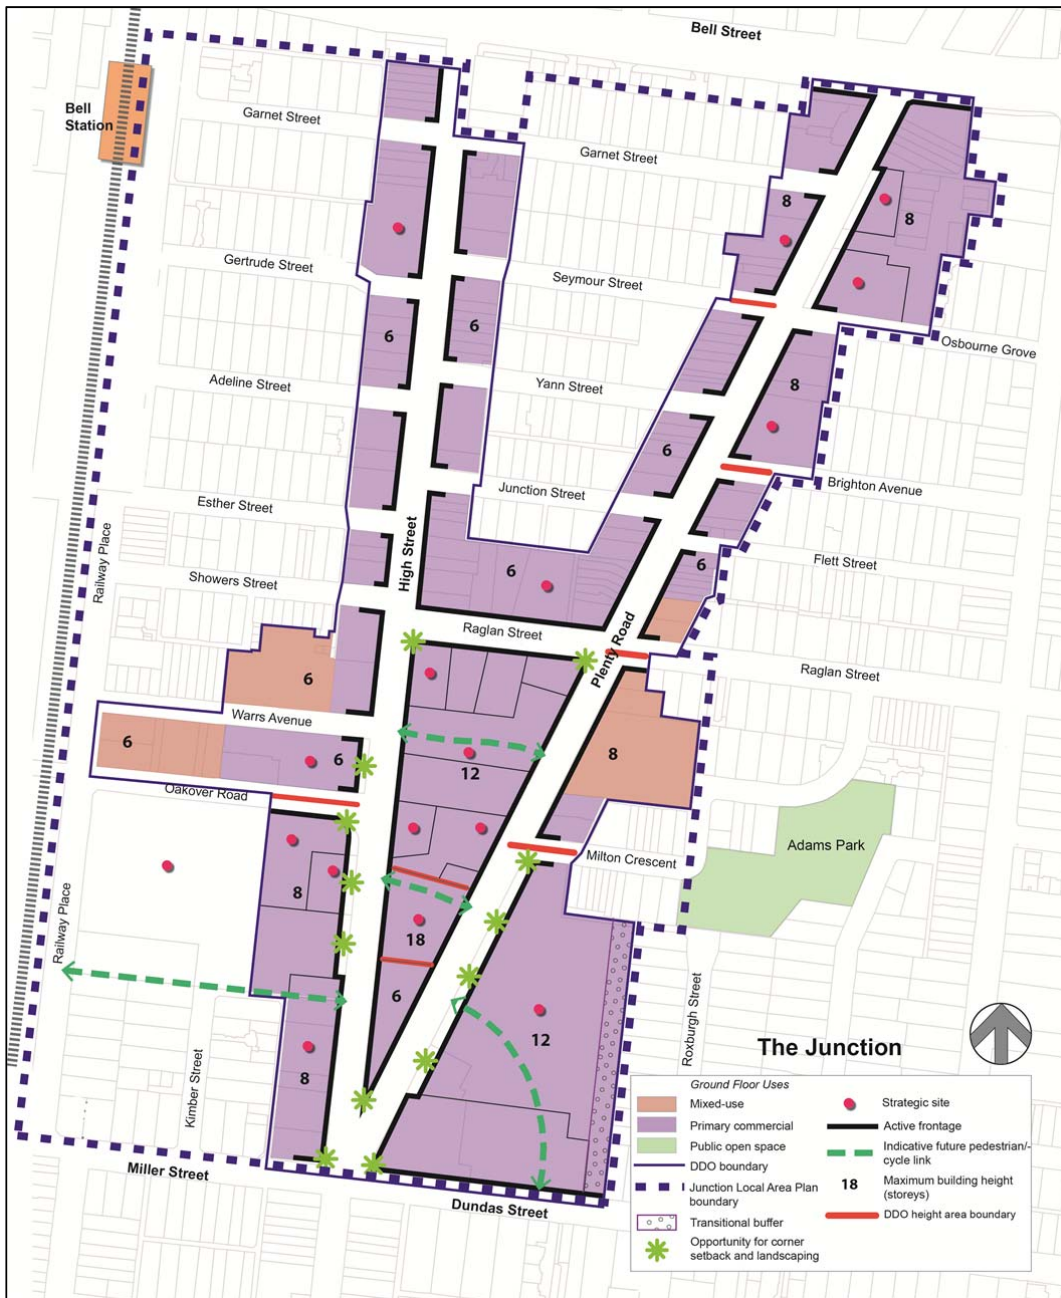 Bell Street
Bell
Station
Garnet Street
Garnet Street
8
8
Gertrude Street
Seymour Street
6
6
Osbourne Grove
Adeline Street
Yann Street
8
6
Junction Street
Brighton Avenue
Esther Street
High Street
Railway Place
Showers Street
6
6
Flett Street
Raglan Street
Plenty Road
Raglan Street
6
Warrs Avenue
6
6
12
8
Oakover Road
Adams Park
Milton Crescent
8
18
Railway Place
6
12
Roxburgh Street
Kimber Street
8
The Junction
Miller Street
Dundas Street
Ground Floor Uses
Mixed-use
Primary commercial
Public open space
DDO boundary
Junction Local Area Plan
boundary
Transitional buffer
Opportunity for corner
setback and landscaping
Strategic site
Active frontage
Indicative future pedestrian/-
cycle link
18
Maximum building height
(storeys)
DDO height area boundary